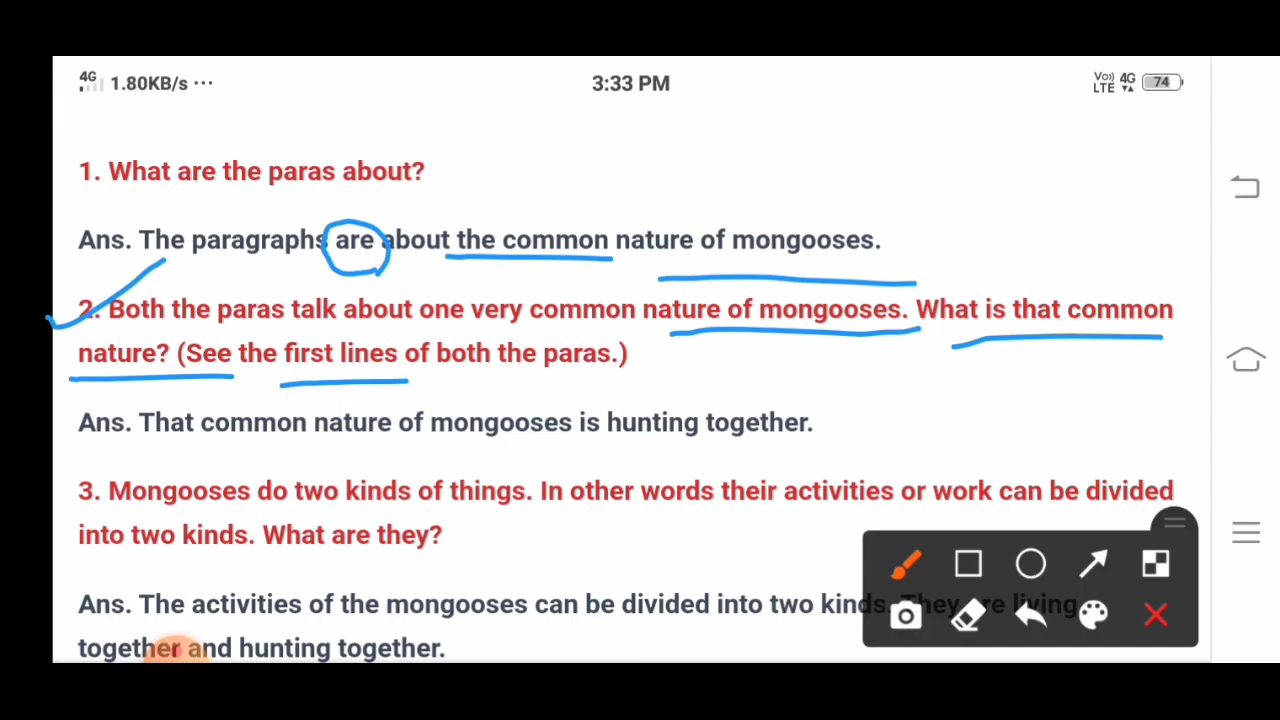 4G 1.80KB/s ··· 3:33 PM Vo)) LTE 4G 74
1. What are the paras about?
Ans. The paragraphs are about the common nature of mongooses.
2. Both the paras talk about one very common nature of mongooses. What is that common
nature? (See the first lines of both the paras.)
Ans. That common nature of mongooses is hunting together.
3. Mongooses do two kinds of things. In other words their activities or work can be divided
into two kinds. What are they?
Ans. The activities of the mongooses can be divided into two kinds. They are living
together and hunting together.